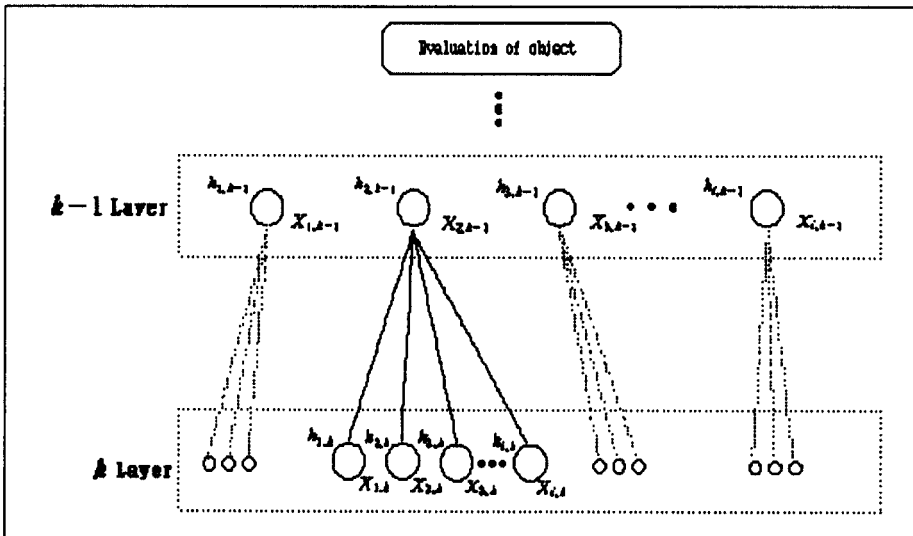 Evaluation of object
h₁,ₖ₋₁ h₂,ₖ₋₁ h₃,ₖ₋₁ hᵢ,ₖ₋₁
k−1 Layer
X₁,ₖ₋₁ X₂,ₖ₋₁ X₃,ₖ₋₁ Xᵢ,ₖ₋₁
h₁,ₖ h₂,ₖ h₃,ₖ hᵢ,ₖ
k Layer
X₁,ₖ X₂,ₖ X₃,ₖ Xᵢ,ₖ